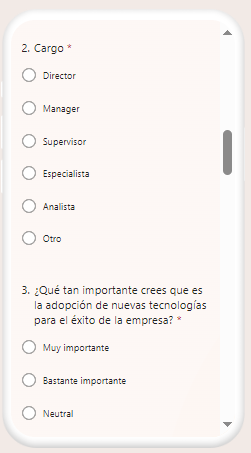 2. Cargo *
Director
Manager
Supervisor
Especialista
Analista
Otro
3. ¿Qué tan importante crees que es
la adopción de nuevas tecnologías
para el éxito de la empresa? *
Muy importante
Bastante importante
Neutral